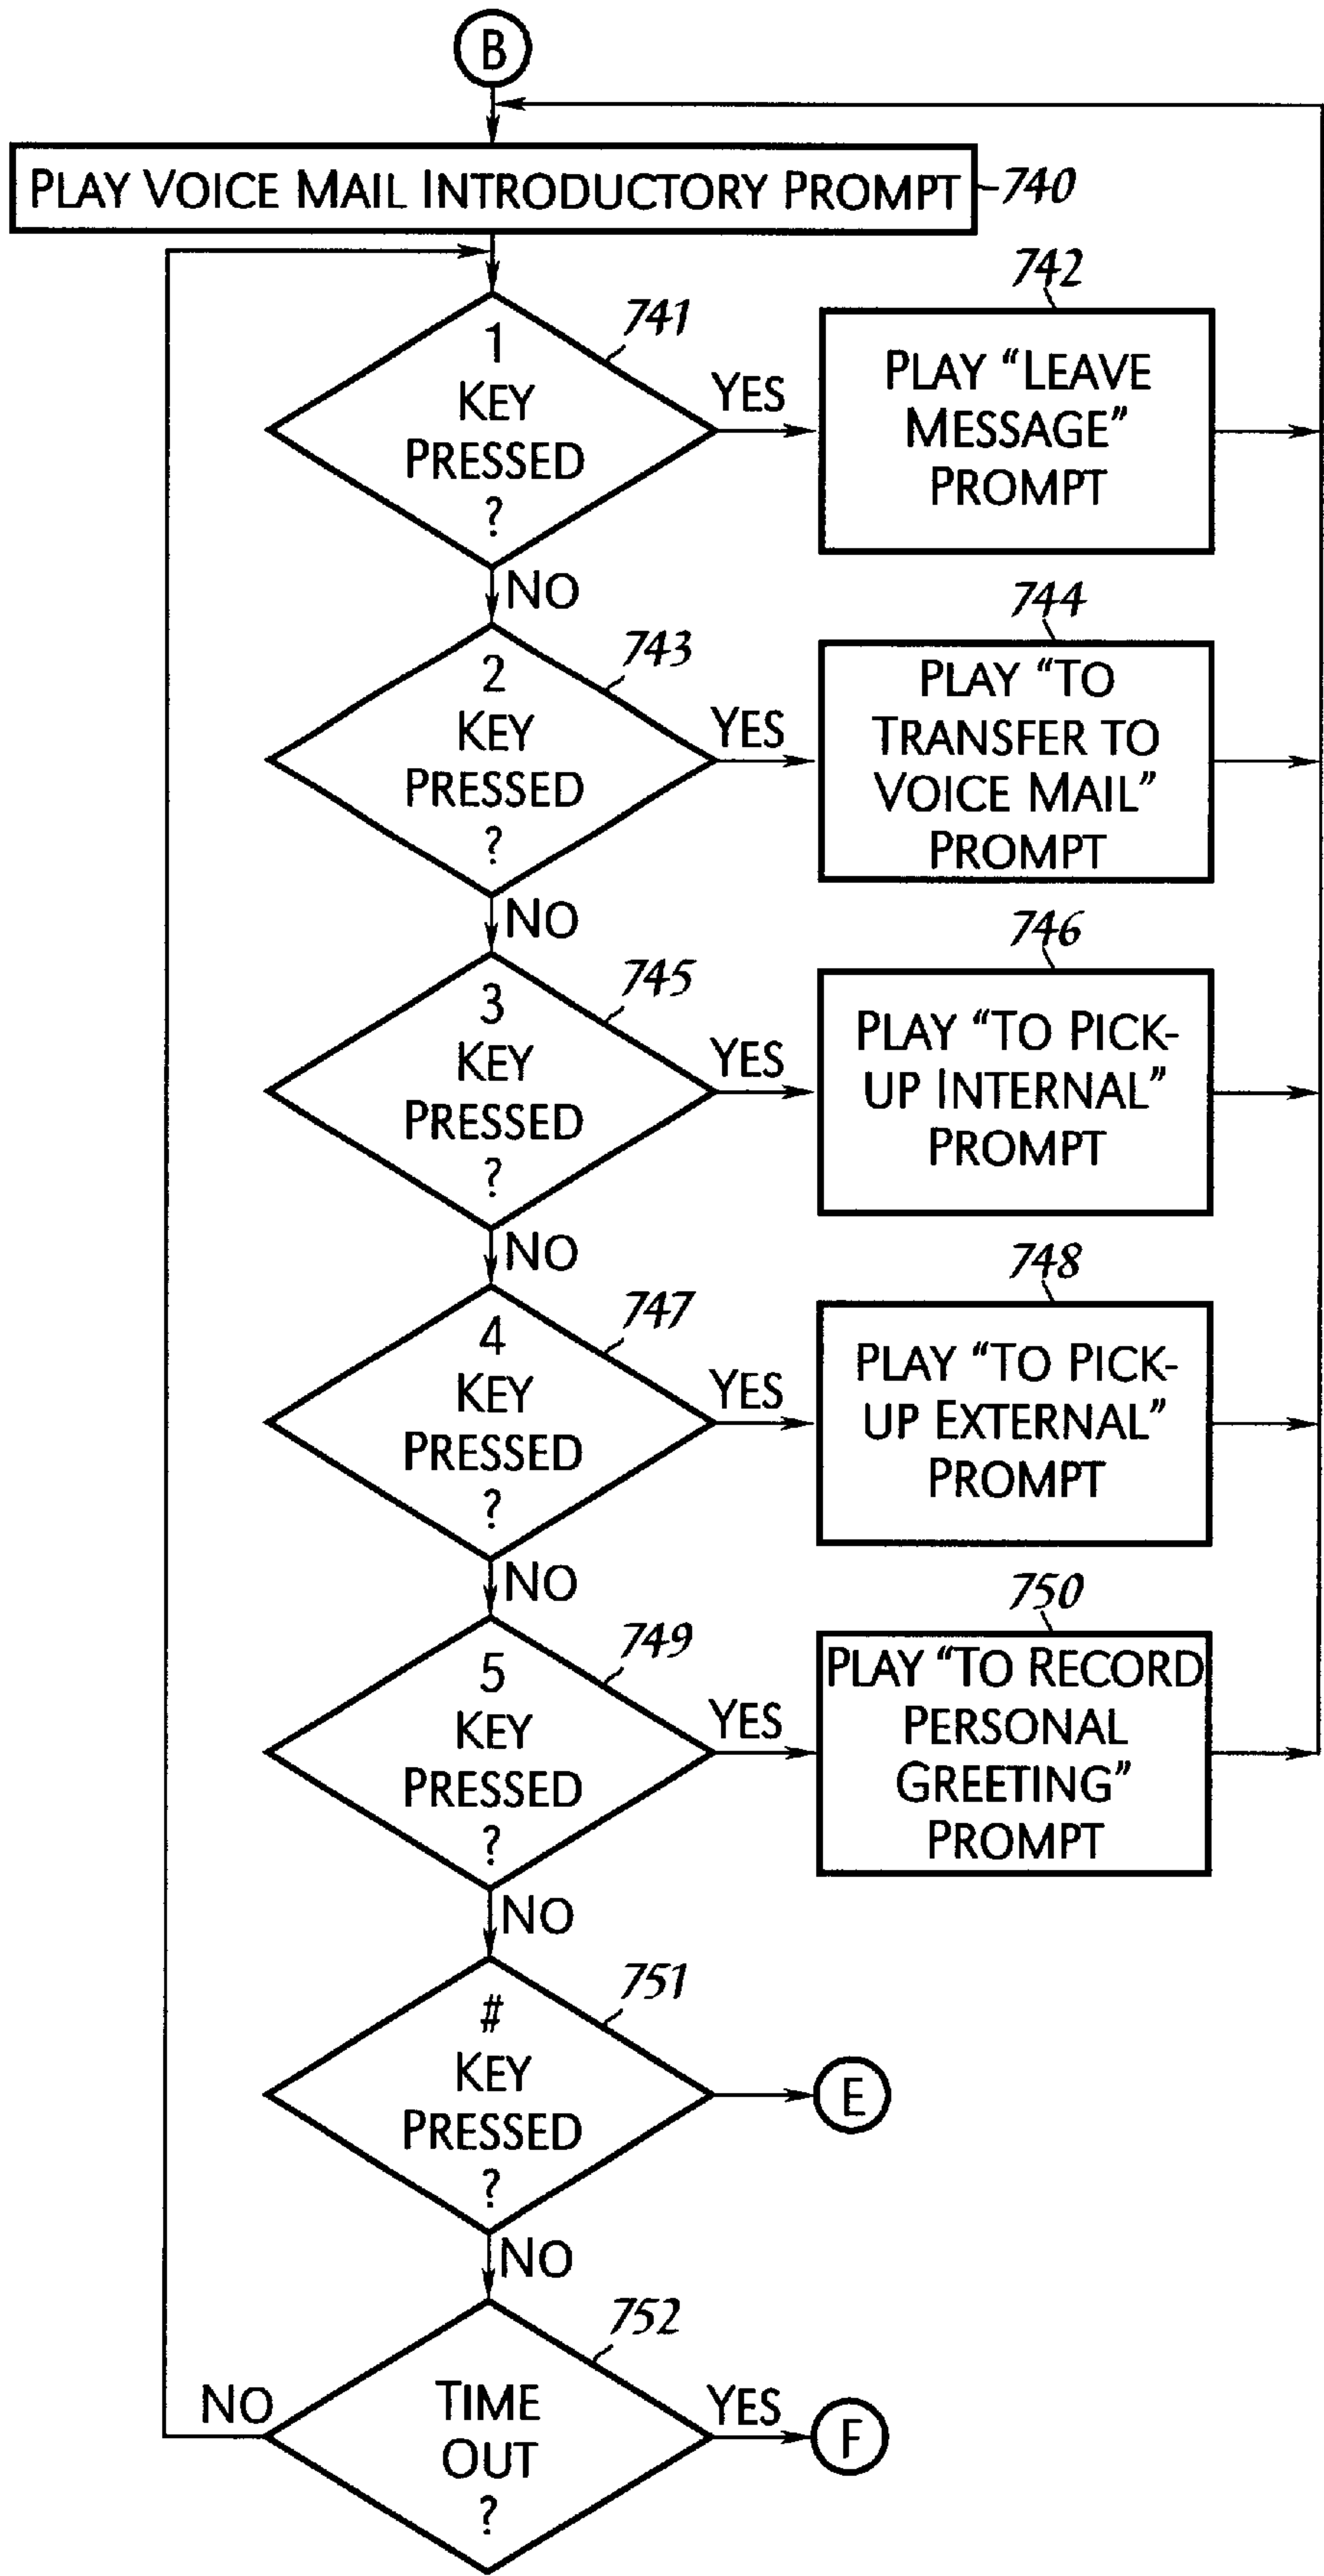 B
PLAY VOICE MAIL INTRODUCTORY PROMPT
740
741
1
KEY
PRESSED
?
YES
NO
742
PLAY “LEAVE
MESSAGE”
PROMPT
743
2
KEY
PRESSED
?
YES
NO
744
PLAY “TO
TRANSFER TO
VOICE MAIL”
PROMPT
745
3
KEY
PRESSED
?
YES
NO
746
PLAY “TO PICK-
UP INTERNAL”
PROMPT
747
4
KEY
PRESSED
?
YES
NO
748
PLAY “TO PICK-
UP EXTERNAL”
PROMPT
749
5
KEY
PRESSED
?
YES
NO
750
PLAY “TO RECORD
PERSONAL
GREETING”
PROMPT
751
#
KEY
PRESSED
?
E
NO
752
TIME
OUT
?
NO
YES
F